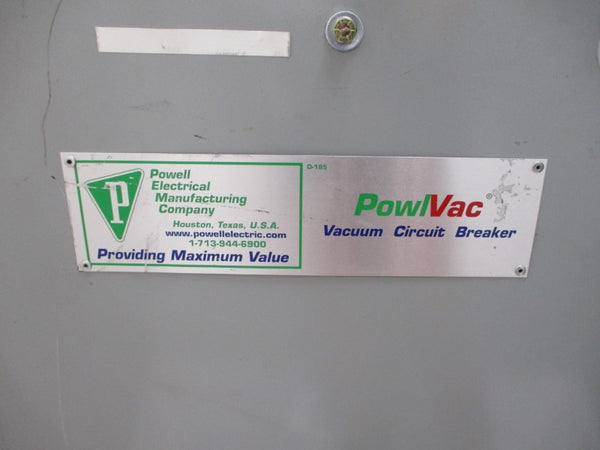 P
Powell
Electrical
Manufacturing
Company
Houston, Texas, U.S.A.
www.powellelectric.com
1-713-944-6900
Providing Maximum Value
D-185
PowlVac®
Vacuum Circuit Breaker